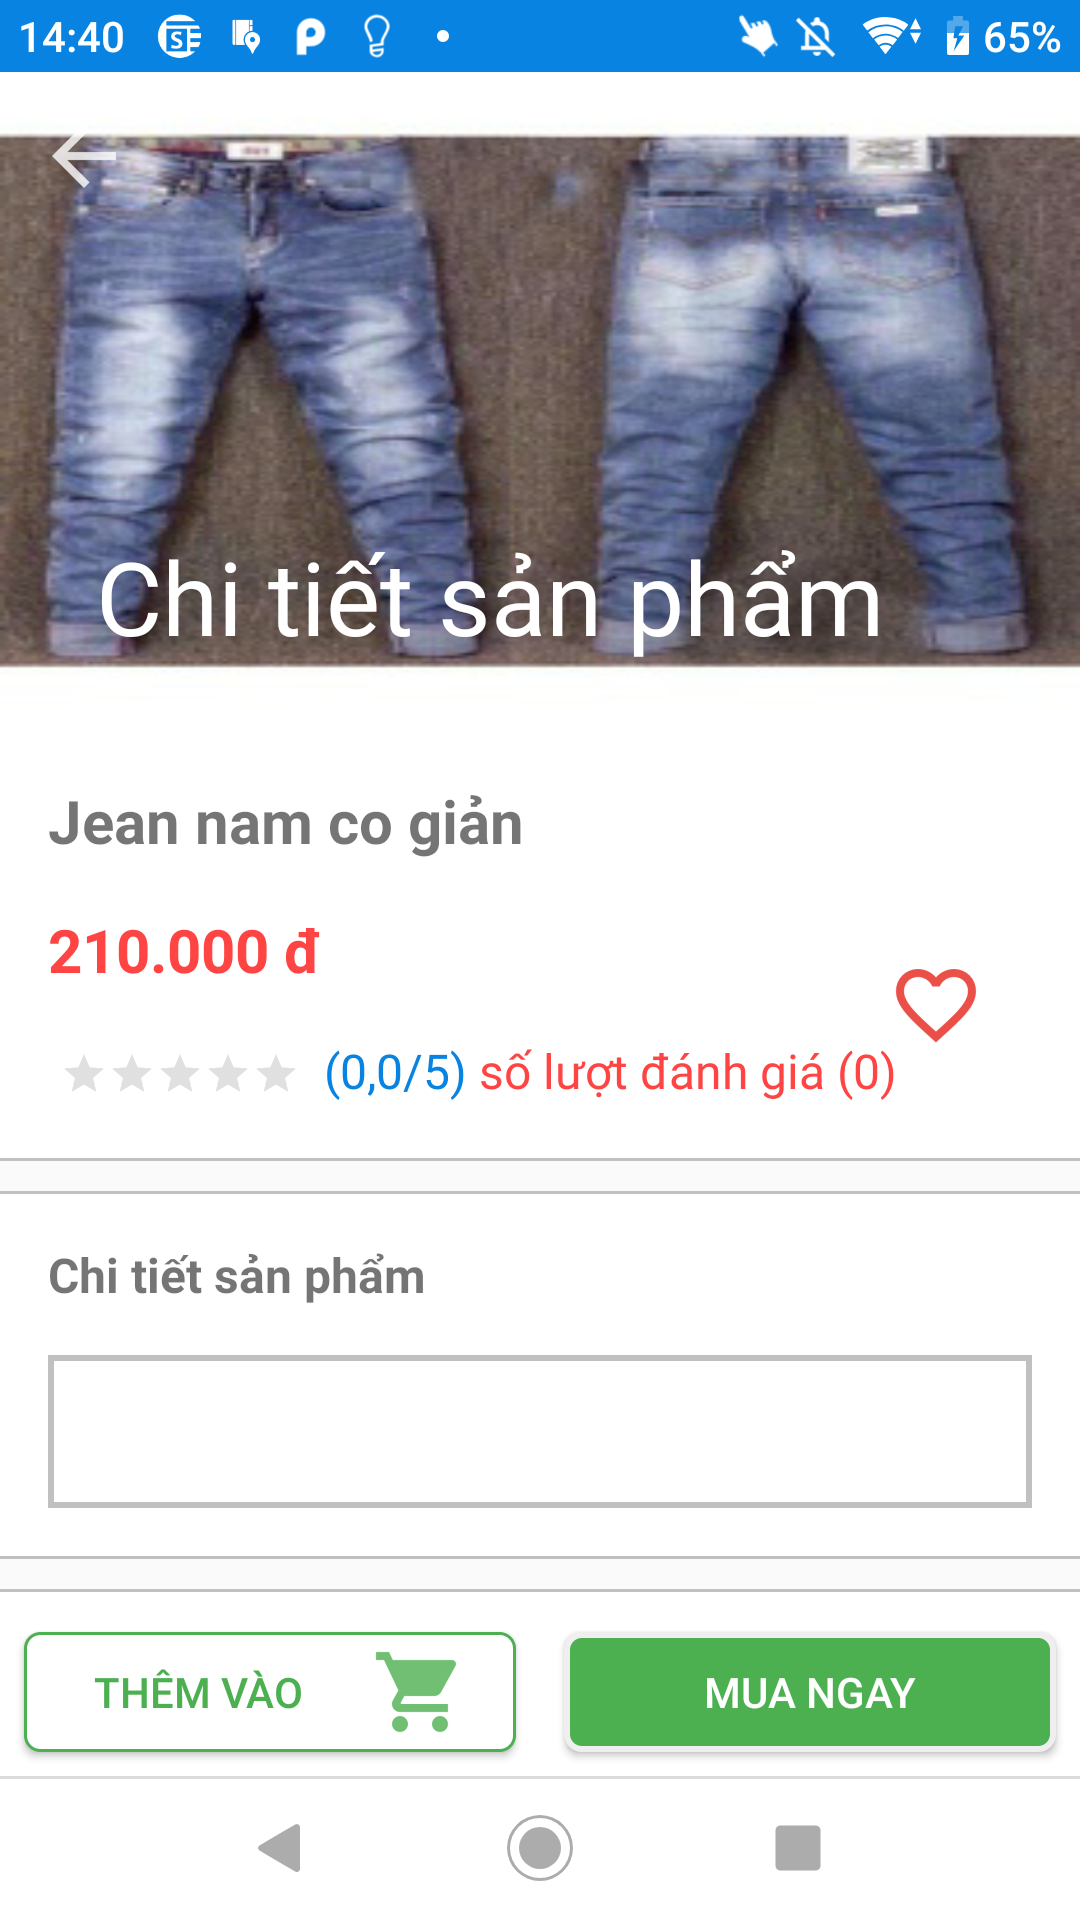 14:40
65%
Chi tiết sản phẩm
Jean nam co giản
210.000 đ
(0,0/5) số lượt đánh giá (0)
Chi tiết sản phẩm
THÊM VÀO
MUA NGAY